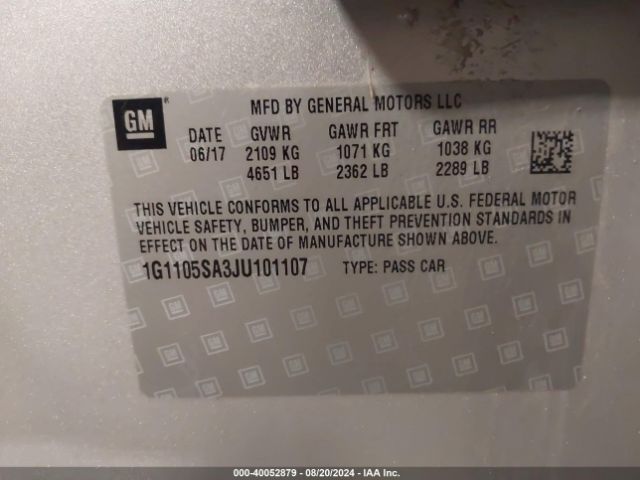 MFD BY GENERAL MOTORS LLC
GM®
DATE GVWR GAWR FRT GAWR RR
06/17 2109 KG 1071 KG 1038 KG
4651 LB 2362 LB 2289 LB
THIS VEHICLE CONFORMS TO ALL APPLICABLE U.S. FEDERAL MOTOR
VEHICLE SAFETY, BUMPER, AND THEFT PREVENTION STANDARDS IN
EFFECT ON THE DATE OF MANUFACTURE SHOWN ABOVE.
1G1105SA3JU101107 TYPE: PASS CAR
000-40052879 - 08/20/2024 - IAA Inc.